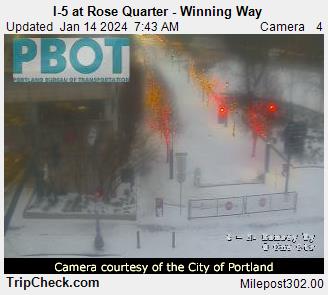 I-5 at Rose Quarter - Winning Way
Updated Jan 14 2024 7:43 AM Camera 4
PBOT
PORTLAND BUREAU OF TRANSPORTATION
Camera courtesy of the City of Portland
TripCheck.com Milepost302.00